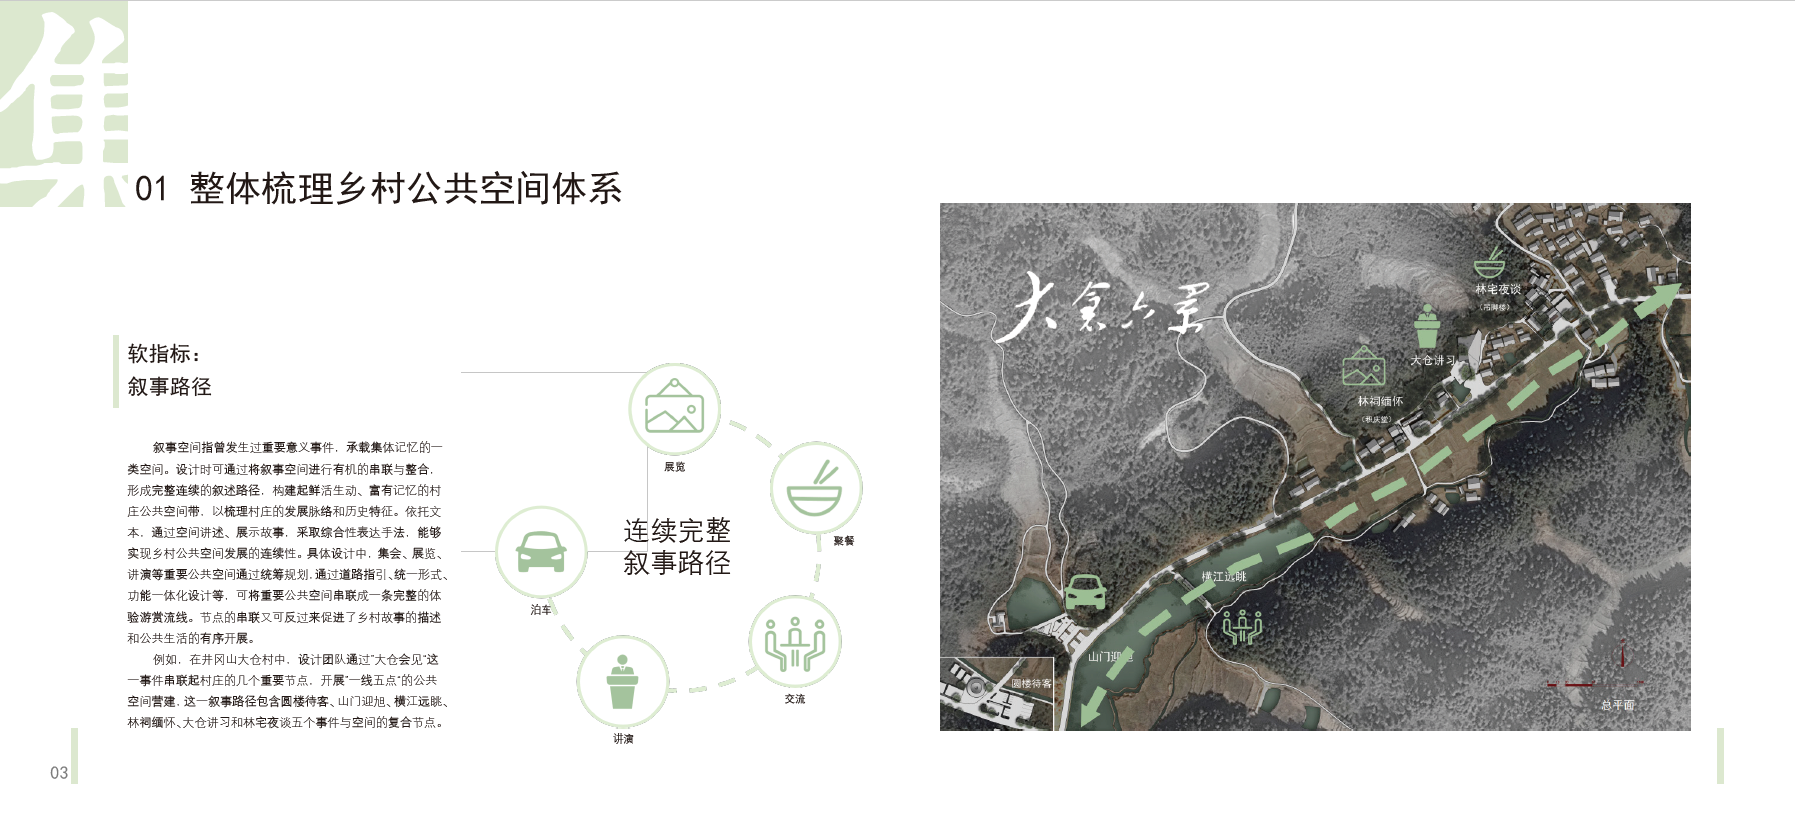 集
01 整体梳理乡村公共空间体系
软指标：
叙事路径
叙事空间指曾发生过重要意义事件，承载集体记忆的一
类空间。设计时可通过将叙事空间进行有机的串联与整合，
形成完整连续的叙述路径，构建起鲜活生动、富有记忆的村
庄公共空间带，以梳理村庄的发展脉络和历史特征。依托文
本，通过空间讲述、展示故事，采取综合性表达手法，能够
实现乡村公共空间发展的连续性。具体设计中，集会、展览、
讲演等重要公共空间通过统筹规划，通过道路指引、统一形式、
功能一体化设计等，可将重要公共空间串联成一条完整的体
验游赏流线。节点的串联又可反过来促进了乡村故事的描述
和公共生活的有序开展。
例如，在井冈山大仓村中，设计团队通过"大仓会见"这
一事件串联起村庄的几个重要节点，开展"一线五点"的公共
空间营建，这一叙事路径包含圆楼待客、山门迎旭、横江远眺、
林祠缅怀、大仓讲习和林宅夜谈五个事件与空间的复合节点。
展览
聚餐
连续完整
叙事路径
泊车
交流
讲演
大倉六景
林宅夜谈
（吊脚楼）
大仓讲习
林祠缅怀
（积庆堂）
横江远眺
山门迎旭
圆楼待客
总平面
03